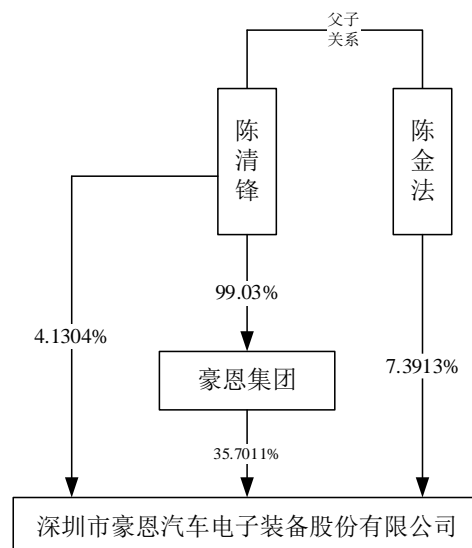 父子
关系
陈清锋
陈金法
99.03%
4.1304%
7.3913%
豪恩集团
35.7011%
深圳市豪恩汽车电子装备股份有限公司